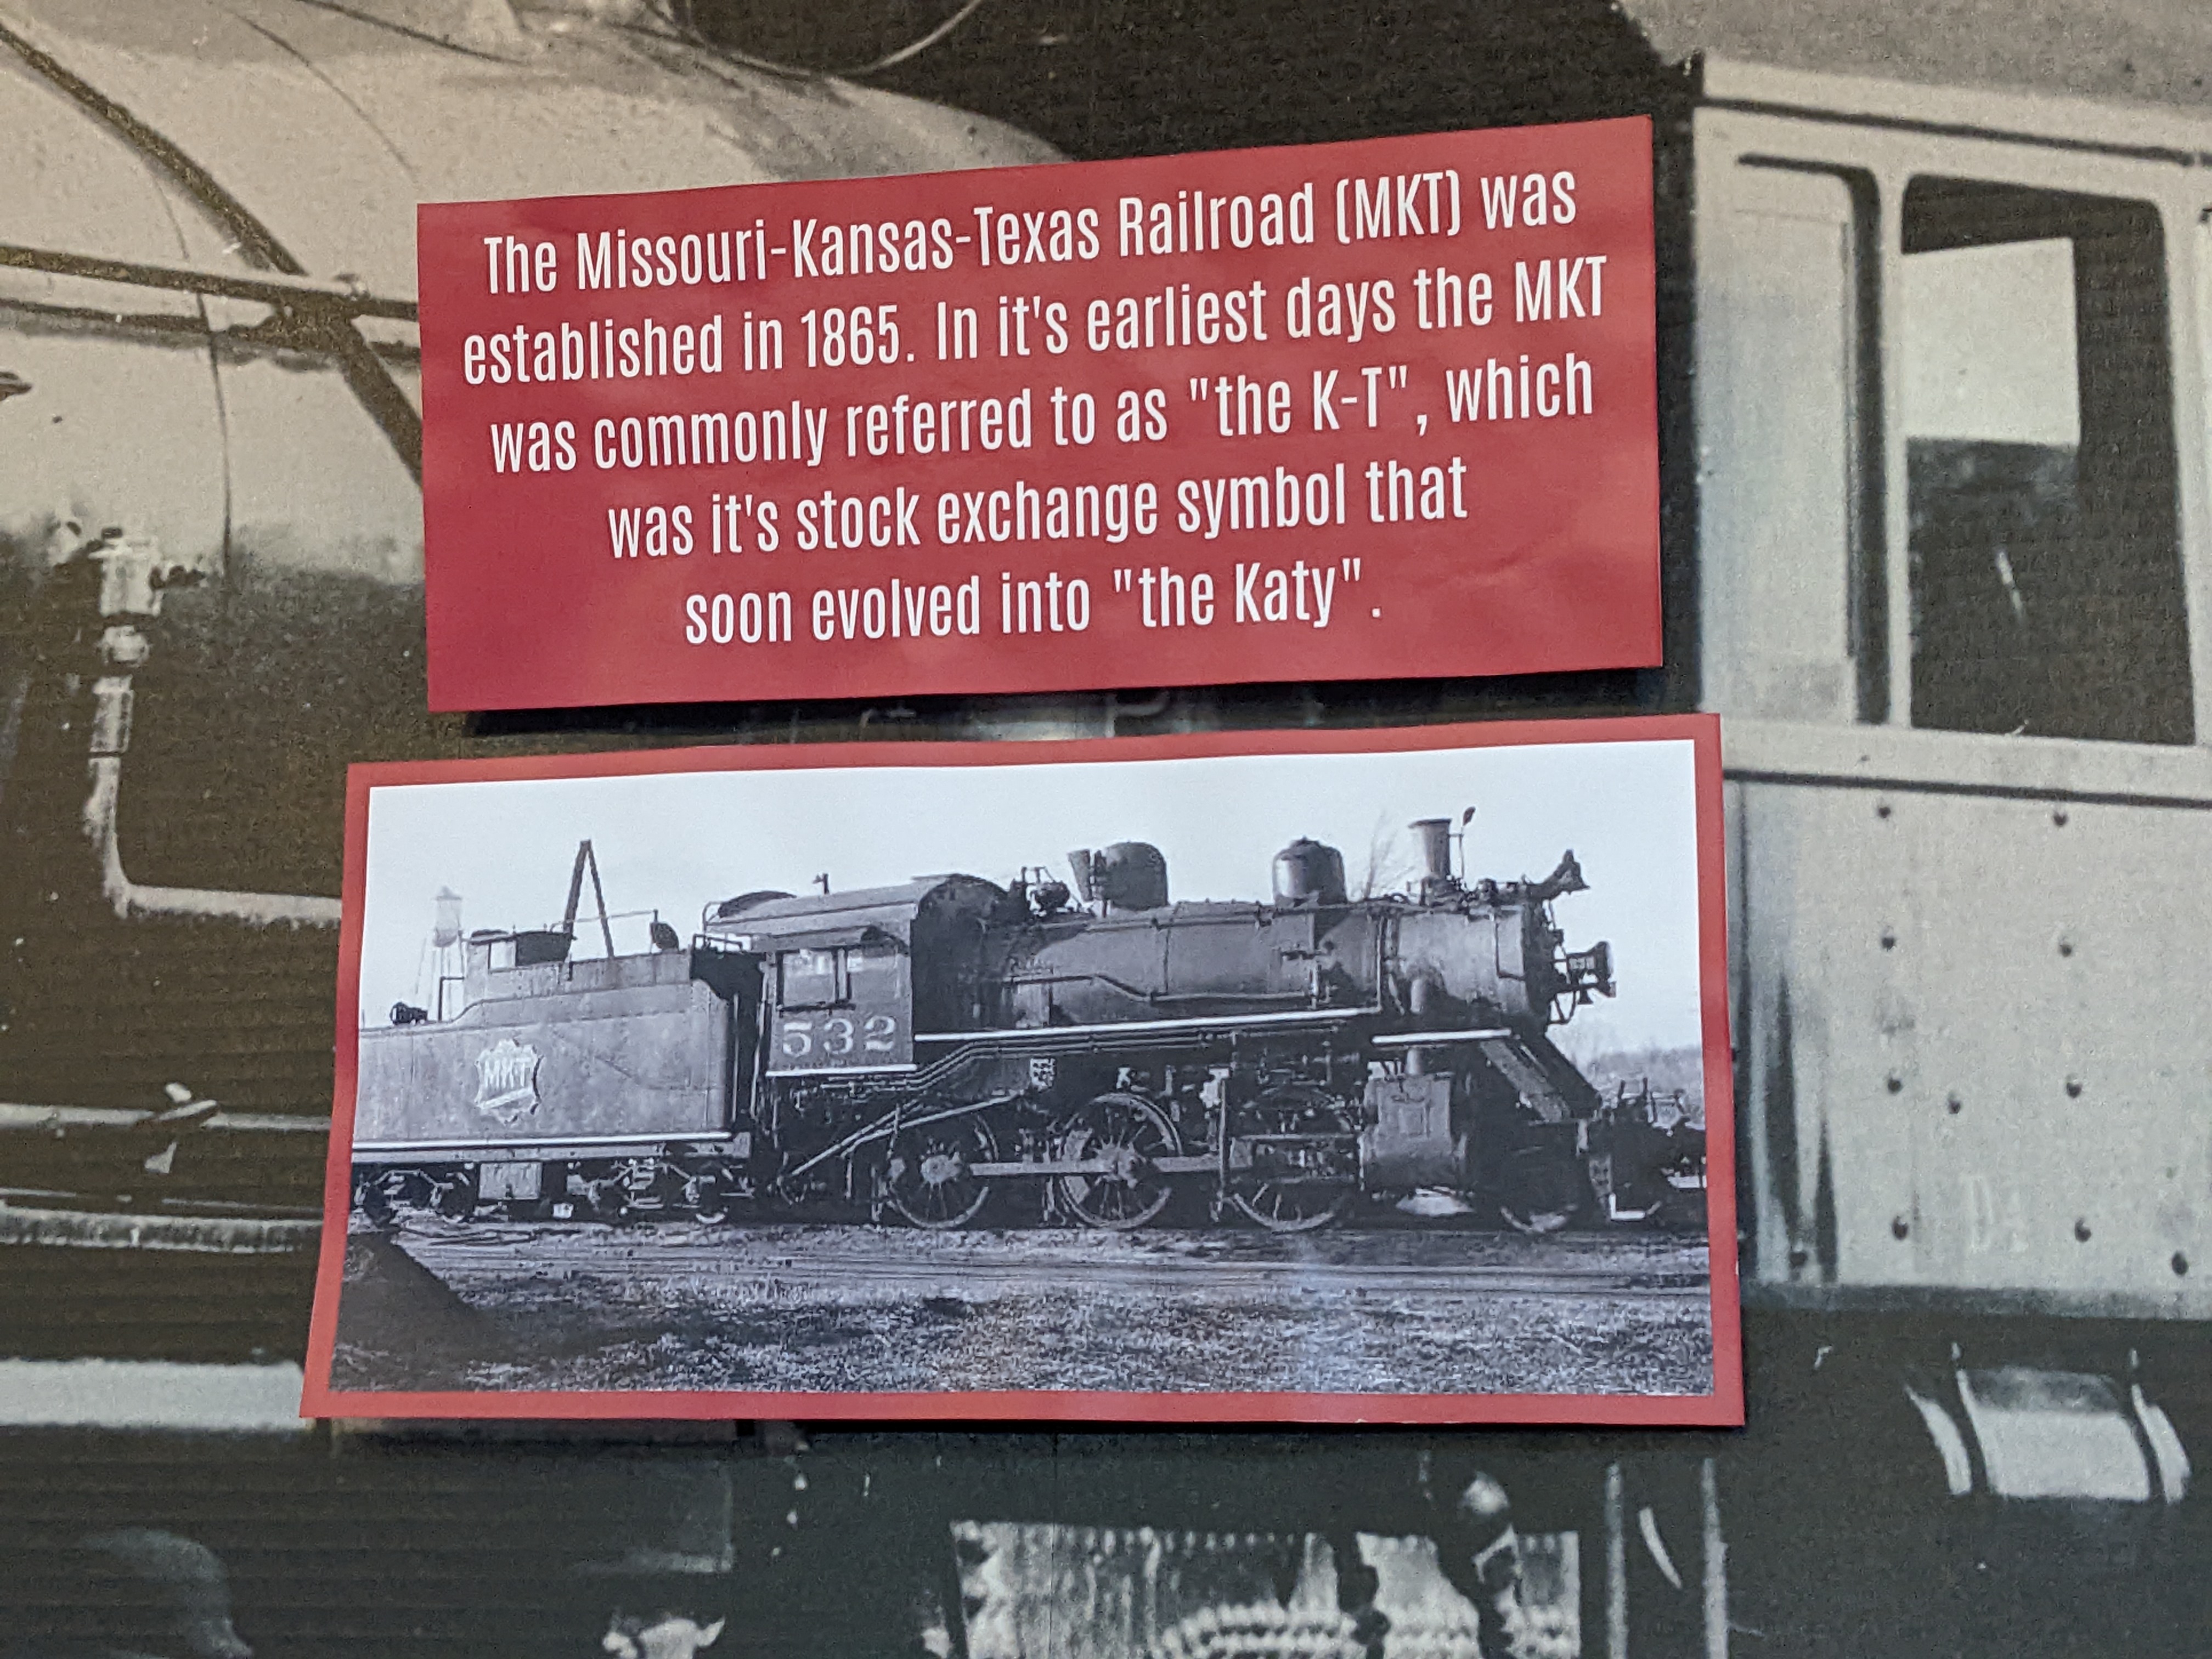 The Missouri-Kansas-Texas Railroad (MKT) was
established in 1865. In it's earliest days the MKT
was commonly referred to as "the K-T", which
was it's stock exchange symbol that
soon evolved into "the Katy".
532
MKT